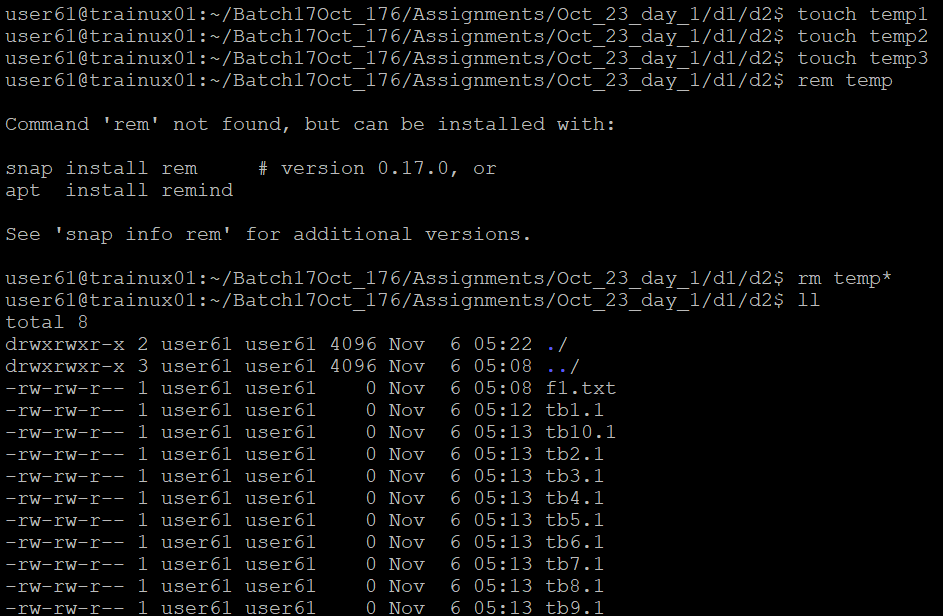 user61@trainux01:~/Batch17Oct_176/Assignments/Oct_23_day_1/d1/d2$ touch temp1
user61@trainux01:~/Batch17Oct_176/Assignments/Oct_23_day_1/d1/d2$ touch temp2
user61@trainux01:~/Batch17Oct_176/Assignments/Oct_23_day_1/d1/d2$ touch temp3
user61@trainux01:~/Batch17Oct_176/Assignments/Oct_23_day_1/d1/d2$ rem temp
Command 'rem' not found, but can be installed with:
snap install rem     # version 0.17.0, or
apt  install remind
See 'snap info rem' for additional versions.
user61@trainux01:~/Batch17Oct_176/Assignments/Oct_23_day_1/d1/d2$ rm temp*
user61@trainux01:~/Batch17Oct_176/Assignments/Oct_23_day_1/d1/d2$ ll
total 8
drwxrwxr-x 2 user61 user61 4096 Nov  6 05:22 ./
drwxrwxr-x 3 user61 user61 4096 Nov  6 05:08 ../
-rw-rw-r-- 1 user61 user61    0 Nov  6 05:08 f1.txt
-rw-rw-r-- 1 user61 user61    0 Nov  6 05:12 tb1.1
-rw-rw-r-- 1 user61 user61    0 Nov  6 05:13 tb10.1
-rw-rw-r-- 1 user61 user61    0 Nov  6 05:13 tb2.1
-rw-rw-r-- 1 user61 user61    0 Nov  6 05:13 tb3.1
-rw-rw-r-- 1 user61 user61    0 Nov  6 05:13 tb4.1
-rw-rw-r-- 1 user61 user61    0 Nov  6 05:13 tb5.1
-rw-rw-r-- 1 user61 user61    0 Nov  6 05:13 tb6.1
-rw-rw-r-- 1 user61 user61    0 Nov  6 05:13 tb7.1
-rw-rw-r-- 1 user61 user61    0 Nov  6 05:13 tb8.1
-rw-rw-r-- 1 user61 user61    0 Nov  6 05:13 tb9.1